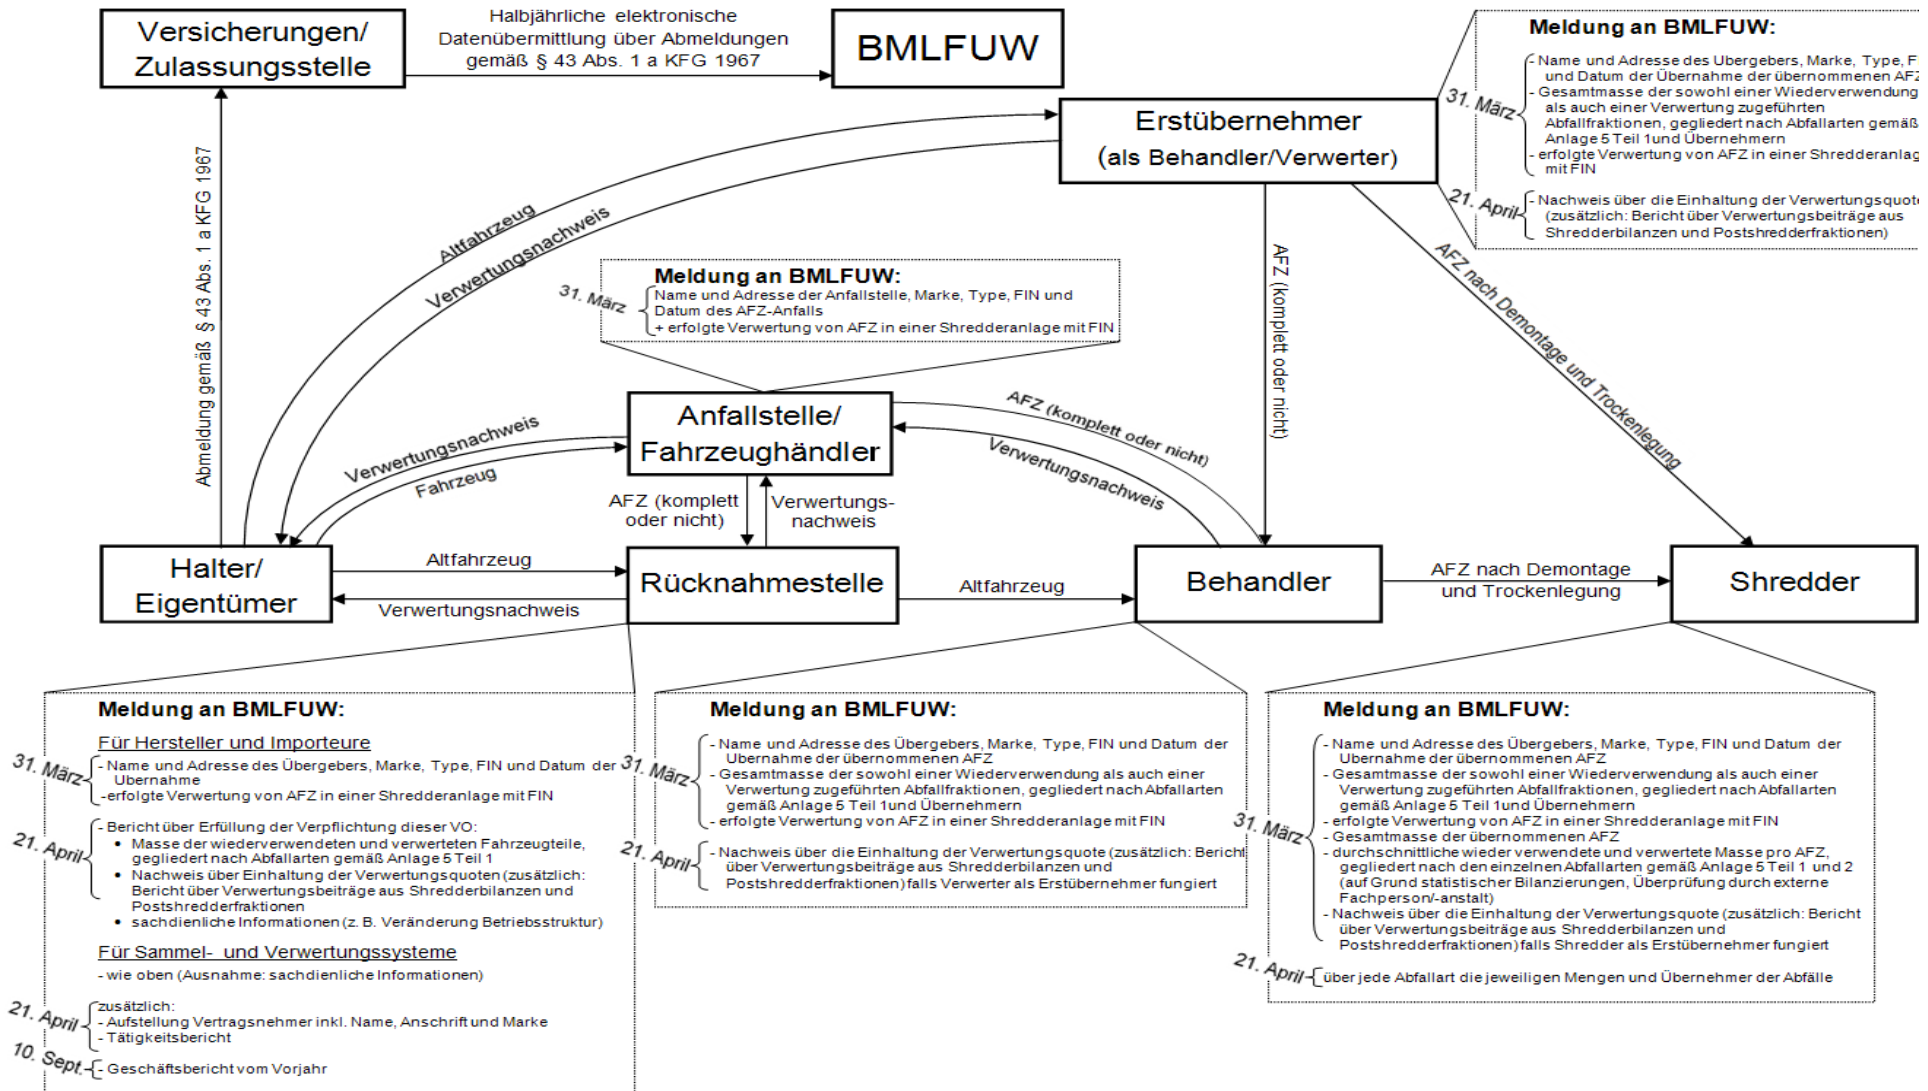 Versicherungen/
Zulassungsstelle
Halbjährliche elektronische
Datenübermittlung über Abmeldungen
gemäß § 43 Abs. 1 a KFG 1967
BMLFUW
Meldung an BMLFUW:
31. März
- Name und Adresse des Übergebers, Marke, Type, FI
und Datum der Übernahme der übernommenen AFZ
- Gesamtmasse der sowohl einer Wiederverwendung
als auch einer Verwertung zugeführten
Abfallfraktionen, gegliedert nach Abfallarten gemäß
Anlage 5 Teil 1und Übernehmern
- erfolgte Verwertung von AFZ in einer Shredderanlag
mit FIN
21. April
- Nachweis über die Einhaltung der Verwertungsquote
(zusätzlich: Bericht über Verwertungsbeiträge aus
Shredderbilanzen und Postshredderfraktionen)
Erstübernehmer
(als Behandler/Verwerter)
Abmeldung gemäß § 43 Abs. 1 a KFG 1967
Altfahrzeug
Verwertungsnachweis
AFZ (komplett oder nicht)
AFZ nach Demontage und Trockenlegung
Meldung an BMLFUW:
31. März
Name und Adresse der Anfallstelle, Marke, Type, FIN und
Datum des AFZ-Anfalls
+ erfolgte Verwertung von AFZ in einer Shredderanlage mit FIN
Anfallstelle/
Fahrzeughändler
Verwertungsnachweis
Fahrzeug
AFZ (komplett oder nicht)
Verwertungsnachweis
AFZ (komplett
oder nicht)
Verwertungs-
nachweis
Halter/
Eigentümer
Altfahrzeug
Verwertungsnachweis
Rücknahmestelle
Altfahrzeug
Behandler
AFZ nach Demontage
und Trockenlegung
Shredder
Meldung an BMLFUW:
Für Hersteller und Importeure
31. März
- Name und Adresse des Übergebers, Marke, Type, FIN und Datum der
Übernahme
-erfolgte Verwertung von AFZ in einer Shredderanlage mit FIN
21. April
- Bericht über Erfüllung der Verpflichtung dieser VO:
• Masse der wiederverwendeten und verwerteten Fahrzeugteile,
gegliedert nach Abfallarten gemäß Anlage 5 Teil 1
• Nachweis über Einhaltung der Verwertungsquoten (zusätzlich:
Bericht über Verwertungsbeiträge aus Shredderbilanzen und
Postshredderfraktionen
• sachdienliche Informationen (z. B. Veränderung Betriebsstruktur)
Für Sammel- und Verwertungssysteme
- wie oben (Ausnahme: sachdienliche Informationen)
21. April
zusätzlich:
- Aufstellung Vertragsnehmer inkl. Name, Anschrift und Marke
- Tätigkeitsbericht
10. Sept.
- Geschäftsbericht vom Vorjahr
Meldung an BMLFUW:
31. März
- Name und Adresse des Übergebers, Marke, Type, FIN und Datum der
Übernahme der übernommenen AFZ
- Gesamtmasse der sowohl einer Wiederverwendung als auch einer
Verwertung zugeführten Abfallfraktionen, gegliedert nach Abfallarten
gemäß Anlage 5 Teil 1und Übernehmern
- erfolgte Verwertung von AFZ in einer Shredderanlage mit FIN
21. April
- Nachweis über die Einhaltung der Verwertungsquote (zusätzlich: Bericht
über Verwertungsbeiträge aus Shredderbilanzen und
Postshredderfraktionen) falls Verwerter als Erstübernehmer fungiert
Meldung an BMLFUW:
31. März
- Name und Adresse des Übergebers, Marke, Type, FIN und Datum der
Übernahme der übernommenen AFZ
- Gesamtmasse der sowohl einer Wiederverwendung als auch einer
Verwertung zugeführten Abfallfraktionen, gegliedert nach Abfallarten
gemäß Anlage 5 Teil 1und Übernehmern
- erfolgte Verwertung von AFZ in einer Shredderanlage mit FIN
- Gesamtmasse der übernommenen AFZ
- durchschnittliche wieder verwendete und verwertete Masse pro AFZ,
gegliedert nach den einzelnen Abfallarten gemäß Anlage 5 Teil 1 und 2
(auf Grund statistischer Bilanzierungen, Überprüfung durch externe
Fachperson/-anstalt)
- Nachweis über die Einhaltung der Verwertungsquote (zusätzlich: Bericht
über Verwertungsbeiträge aus Shredderbilanzen und
Postshredderfraktionen) falls Shredder als Erstübernehmer fungiert
21. April
über jede Abfallart die jeweiligen Mengen und Übernehmer der Abfälle